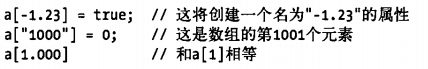 a[-1.23] = true;  // 这将创建一个名为"-1.23"的属性
a["1000"] = 0;    // 这是数组的第1001个元素
a[1.000]          // 和a[1]相等